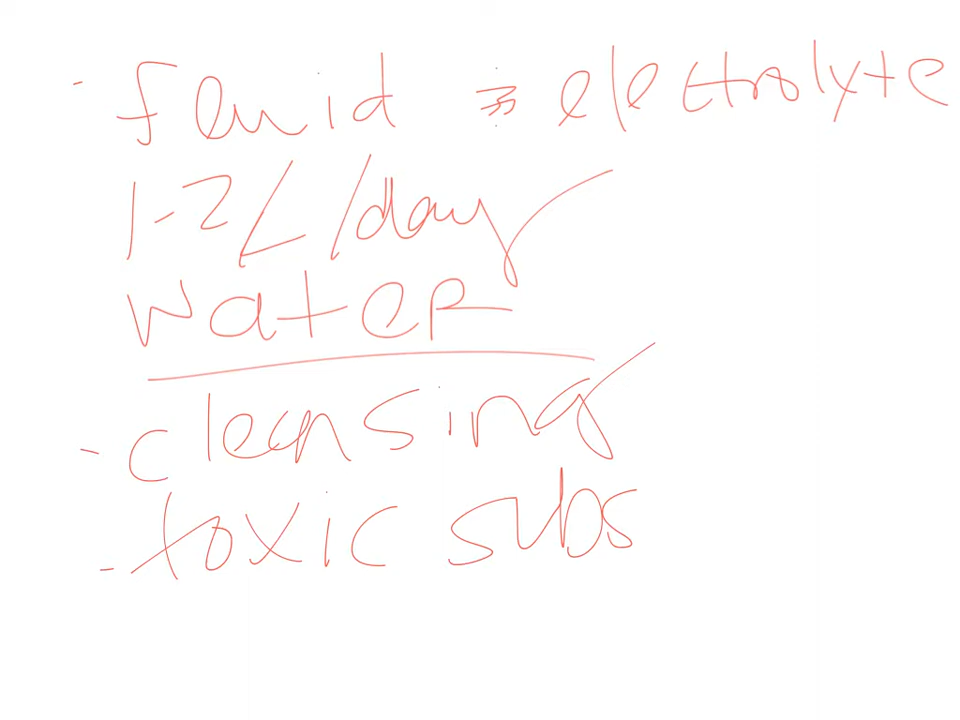 - fluid & electrolyte
1-2L/day
water
- cleansing
- toxic subs